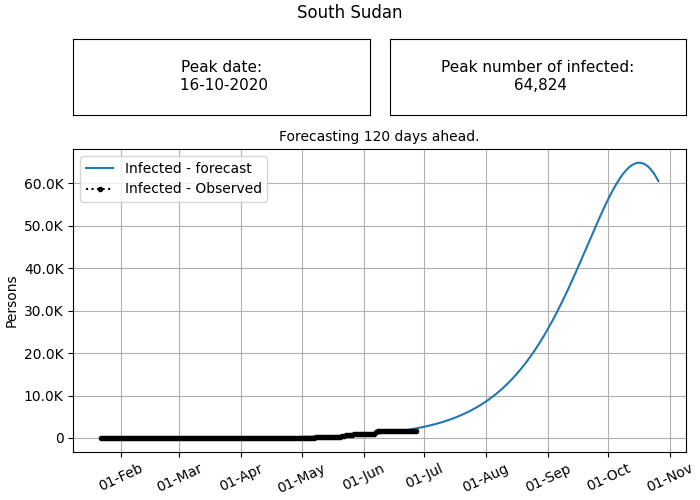 South Sudan
Peak date:
16-10-2020
Peak number of infected:
64,824
Forecasting 120 days ahead.
Infected - forecast
Infected - Observed
Persons
60.0K
50.0K
40.0K
30.0K
20.0K
10.0K
0
01-Feb
01-Mar
01-Apr
01-May
01-Jun
01-Jul
01-Aug
01-Sep
01-Oct
01-Nov